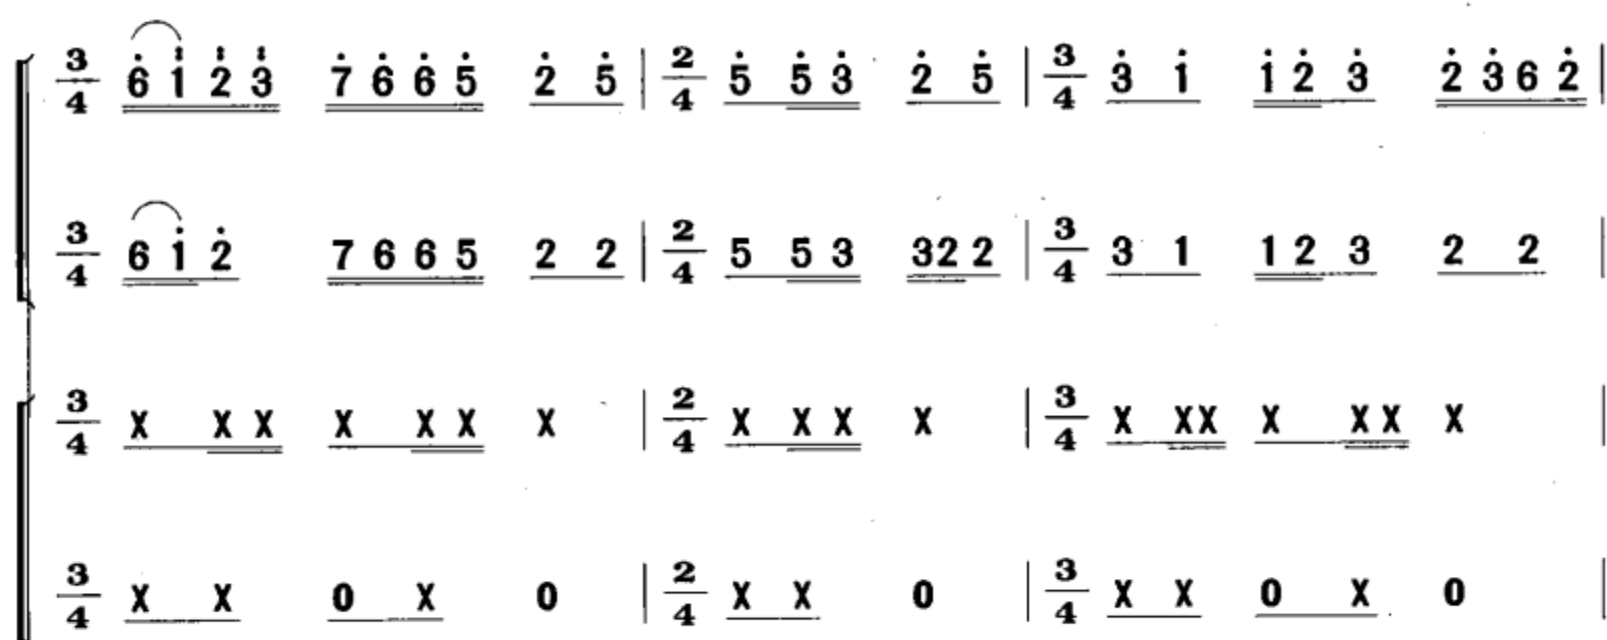 3/4 6̇ 1̈ 2̈ 3̈ 7̇ 6̇ 6̇ 5̇ 2̇ 5̇ | 2/4 5̇ 5̇ 3̇ 2̇ 5̇ | 3/4 3̇ 1̇ 1̇ 2̇ 3̇ 2̇ 3̇ 6 2̇ |
3/4 6 1̇ 2̇ 7 6 6 5 2 2 | 2/4 5 5 3 3 2 2 | 3/4 3 1 1 2 3 2 2 |
3/4 X X X X X X X | 2/4 X X X X | 3/4 X X X X X X X |
3/4 X X 0 X 0 | 2/4 X X 0 | 3/4 X X 0 X 0 |